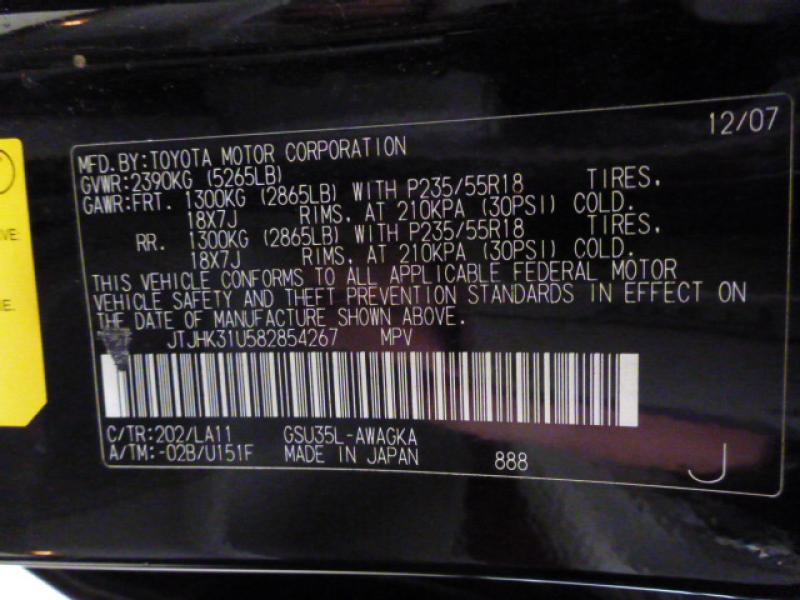 12/07
MFD.BY:TOYOTA MOTOR CORPORATION
GVWR:2390KG (5265LB)
GAWR:FRT. 1300KG (2865LB) WITH P235/55R18 TIRES,
18X7J RIMS, AT 210KPA (30PSI) COLD.
RR. 1300KG (2865LB) WITH P235/55R18 TIRES,
18X7J RIMS, AT 210KPA (30PSI) COLD.
THIS VEHICLE CONFORMS TO ALL APPLICABLE FEDERAL MOTOR
VEHICLE SAFETY AND THEFT PREVENTION STANDARDS IN EFFECT ON
THE DATE OF MANUFACTURE SHOWN ABOVE.
JTJHK31U582854267 MPV
C/TR:202/LA11 GSU35L-AWAGKA
A/TM:-02B/U151F MADE IN JAPAN 888 J